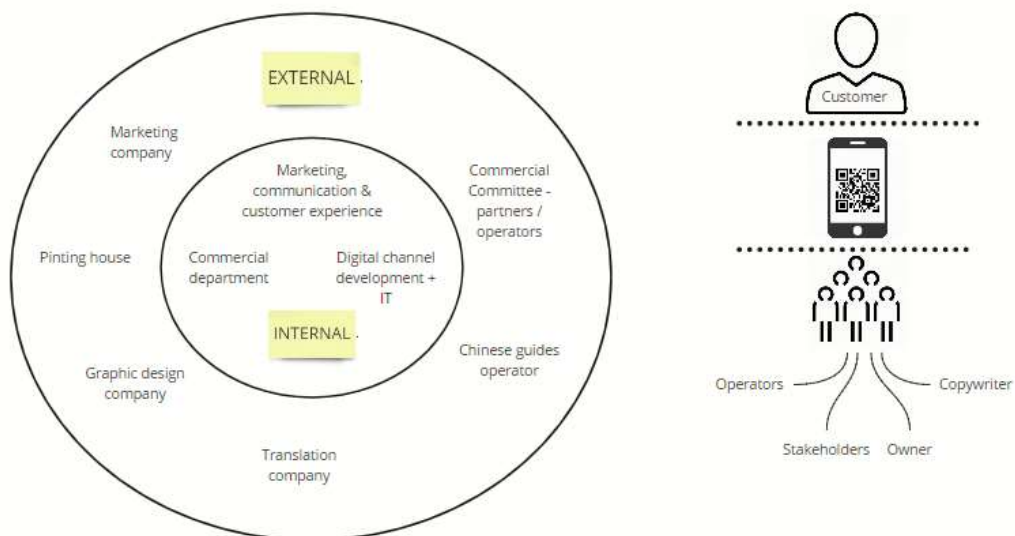 EXTERNAL
Marketing
company
Marketing,
communication &
customer experience
Commercial
Committee -
partners /
operators
Pinting house
Commercial
department
Digital channel
development +
IT
INTERNAL
Graphic design
company
Chinese guides
operator
Translation
company
Customer
Operators
Copywriter
Stakeholders
Owner